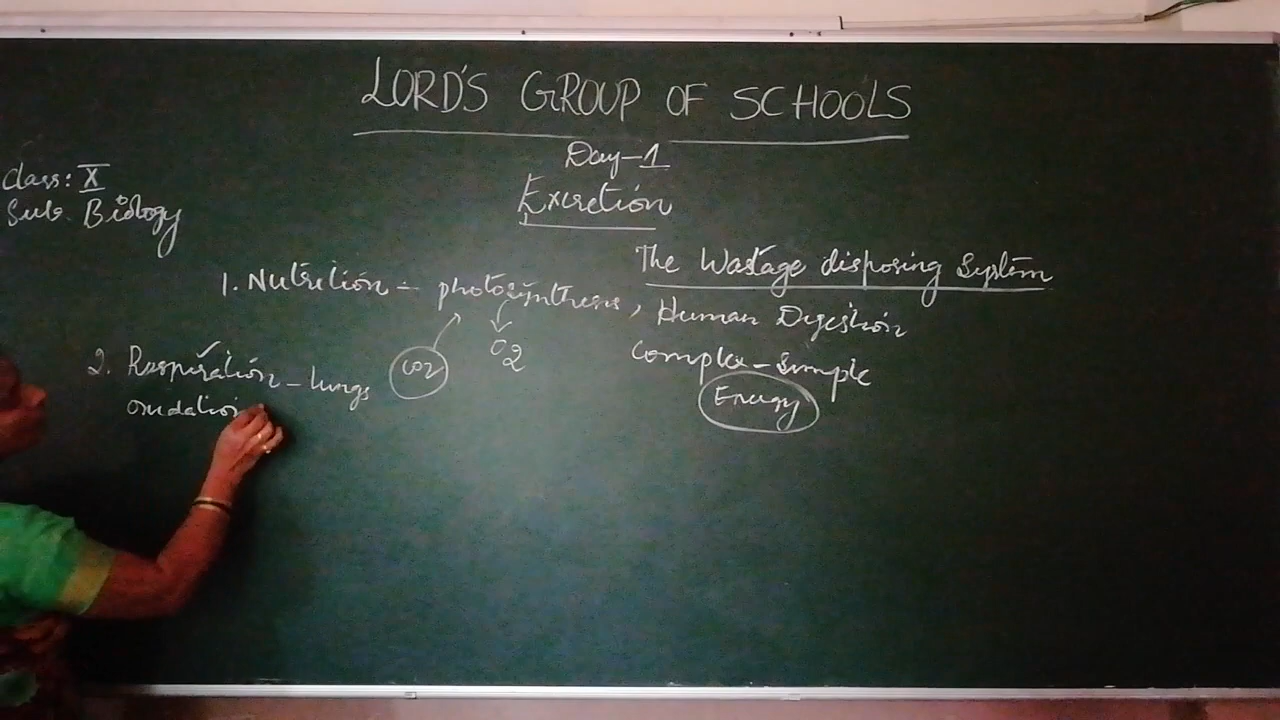 LORD'S GROUP OF SCHOOLS
Day-1
Excretion
Class: X
Sub: Biology
The Wastage disposing System
1. Nutrition - photosynthesis, Human Digestion
CO2
O2
Complex - Simple
Energy
2. Respiration - lungs
oxidation